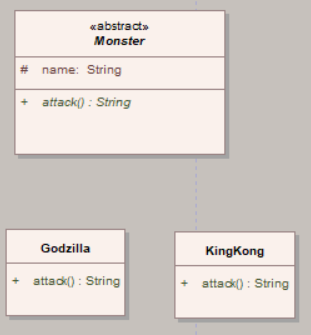 «abstract»
Monster
# name: String
+ attack() : String
Godzilla
+ attack() : String
KingKong
+ attack() : String